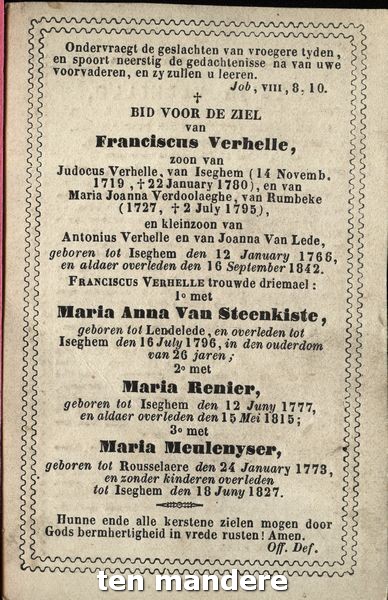 Ondervraegt de geslachten van vroegere tyden,
en spoort neerstig de gedachtenisse na van uwe
voorvaderen, en zy zullen u leeren.
Job, VIII, 8. 10.
✝
BID VOOR DE ZIEL
van
Franciscus Verhelle,
zoon van
Judocus Verhelle, van Iseghem (14 Novemb.
1719, ✝ 22 January 1780), en van
Maria Joanna Verdoolaeghe, van Rumbeke
(1727, ✝ 2 July 1795),
en kleinzoon van
Antonius Verhelle en van Joanna Van Lede,
geboren tot Iseghem den 12 January 1766,
en aldaer overleden den 16 September 1842.
FRANCISCUS VERHELLE trouwde driemael:
1o met
Maria Anna Van Steenkiste,
geboren tot Lendelede, en overleden tot
Iseghem den 16 July 1796, in den ouderdom
van 26 jaren;
2o met
Maria Renier,
geboren tot Iseghem den 12 Juny 1777,
en aldaer overleden den 15 Mei 1815;
3o met
Maria Meulenyser,
geboren tot Rousselaere den 24 January 1773,
en zonder kinderen overleden
tot Iseghem den 18 Juny 1827.
Hunne ende alle kerstene zielen mogen door
Gods bermhertigheid in vrede rusten! Amen.
Off. Def.
ten mandere